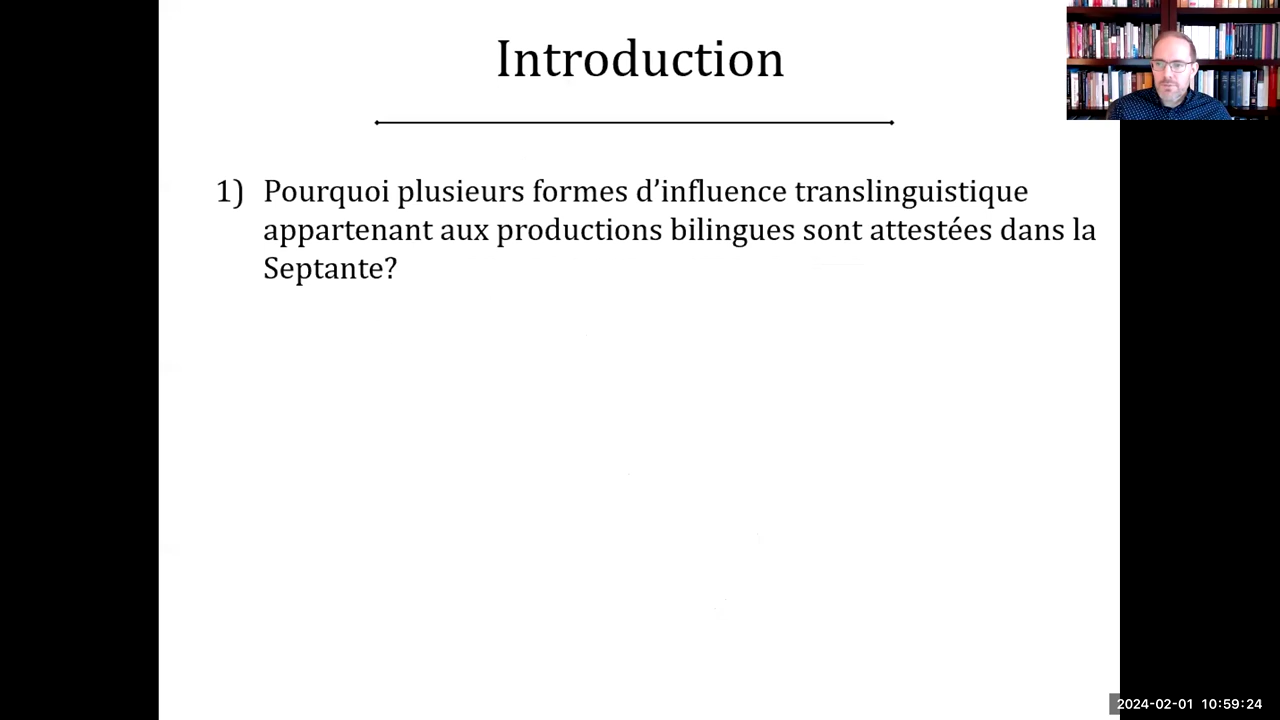 Introduction
1) Pourquoi plusieurs formes d’influence translinguistique
appartenant aux productions bilingues sont attestées dans la
Septante?
2024-02-01 10:59:24